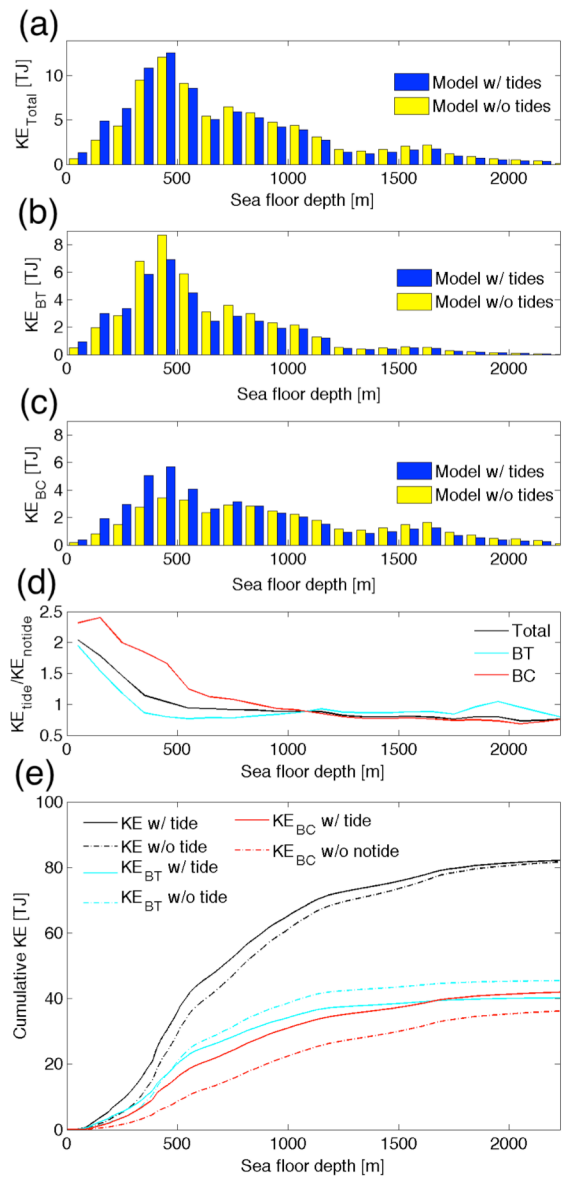 (a)
KE_Total [TJ]
10
5
0
Model w/ tides
Model w/o tides
0 500 1000 1500 2000
Sea floor depth [m]
(b)
KE_BT [TJ]
8
6
4
2
0
Model w/ tides
Model w/o tides
0 500 1000 1500 2000
Sea floor depth [m]
(c)
KE_BC [TJ]
8
6
4
2
0
Model w/ tides
Model w/o tides
0 500 1000 1500 2000
Sea floor depth [m]
(d)
KE_tide/KE_notide
2.5
2
1.5
1
0.5
Total
BT
BC
0 500 1000 1500 2000
Sea floor depth [m]
(e)
Cumulative KE [TJ]
100
80
60
40
20
0
KE w/ tide
KE w/o tide
KE_BT w/ tide
KE_BT w/o tide
KE_BC w/ tide
KE_BC w/o notide
0 500 1000 1500 2000
Sea floor depth [m]